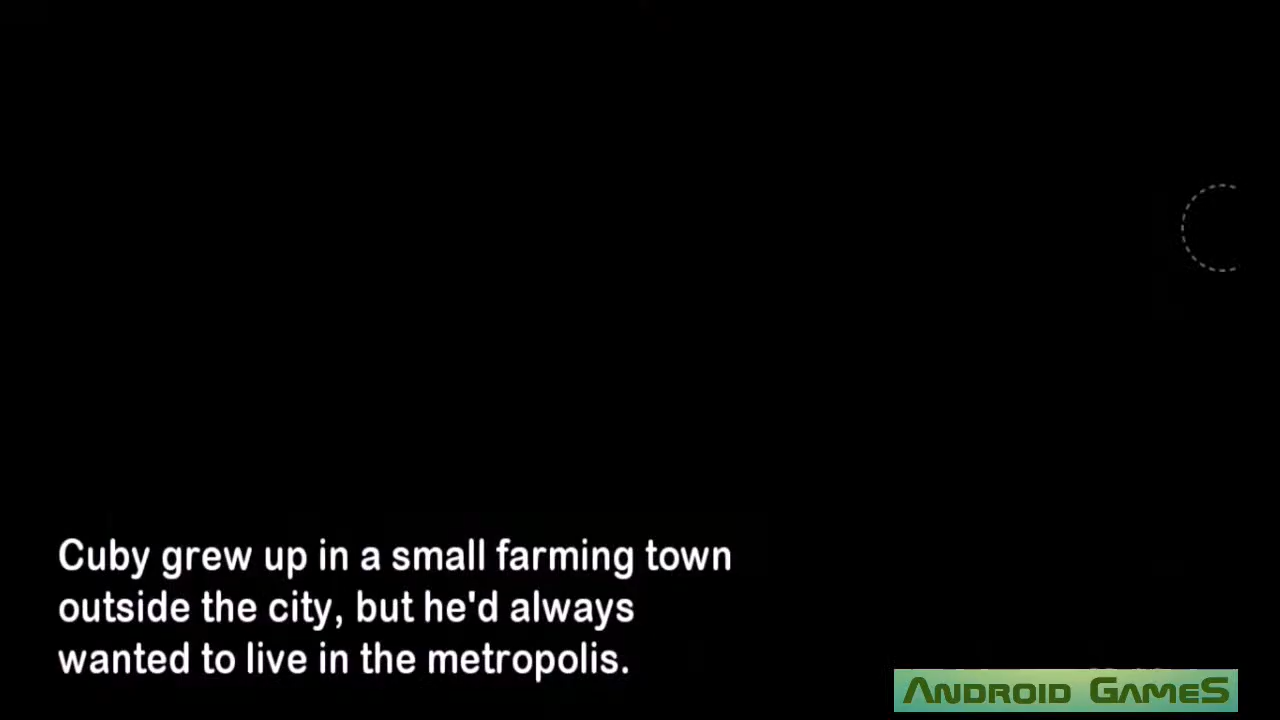 Cuby grew up in a small farming town
outside the city, but he'd always
wanted to live in the metropolis.
ANDROID GAMES